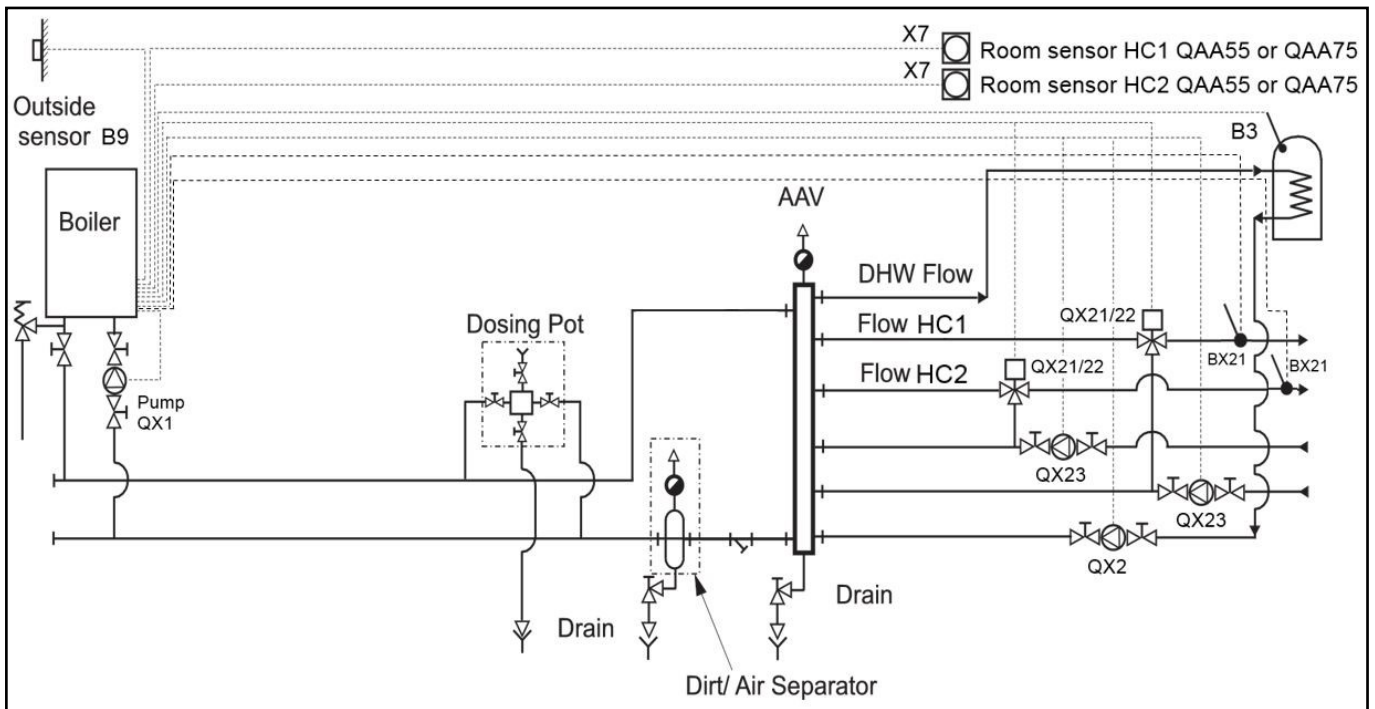 X7 Room sensor HC1 QAA55 or QAA75
X7 Room sensor HC2 QAA55 or QAA75
Outside
sensor B9
B3
Boiler
AAV
DHW Flow
Dosing Pot
QX21/22
Flow HC1
BX21
QX21/22
BX21
Flow HC2
Pump
QX1
QX23
QX23
QX2
Drain
Drain
Dirt/ Air Separator